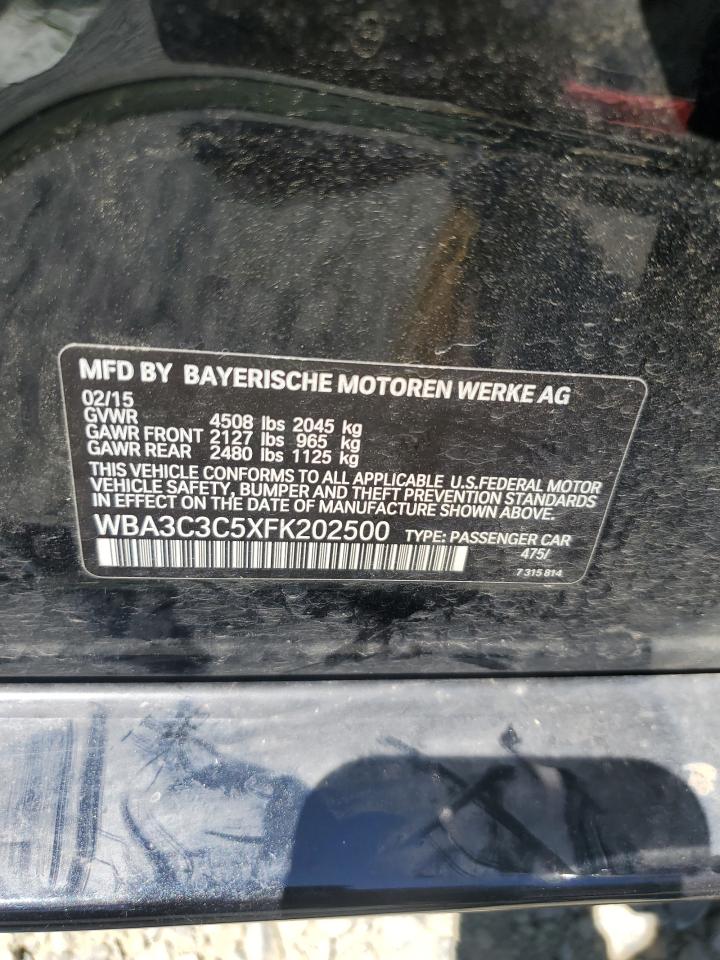 MFD BY BAYERISCHE MOTOREN WERKE AG
02/15
GVWR 4508 lbs 2045 kg
GAWR FRONT 2127 lbs 965 kg
GAWR REAR 2480 lbs 1125 kg
THIS VEHICLE CONFORMS TO ALL APPLICABLE U.S.FEDERAL MOTOR
VEHICLE SAFETY, BUMPER AND THEFT PREVENTION STANDARDS
IN EFFECT ON THE DATE OF MANUFACTURE SHOWN ABOVE.
WBA3C3C5XFK202500 TYPE: PASSENGER CAR
475/
7 315 814